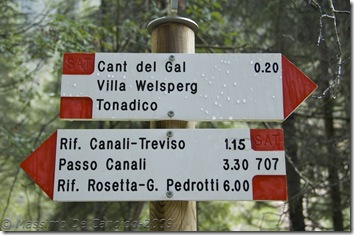 SAT Cant del Gal 0.20
Villa Welsperg
Tonadico
Rif. Canali-Treviso 1.15 SAT
Passo Canali 3.30 707
Rif. Rosetta-G. Pedrotti 6.00